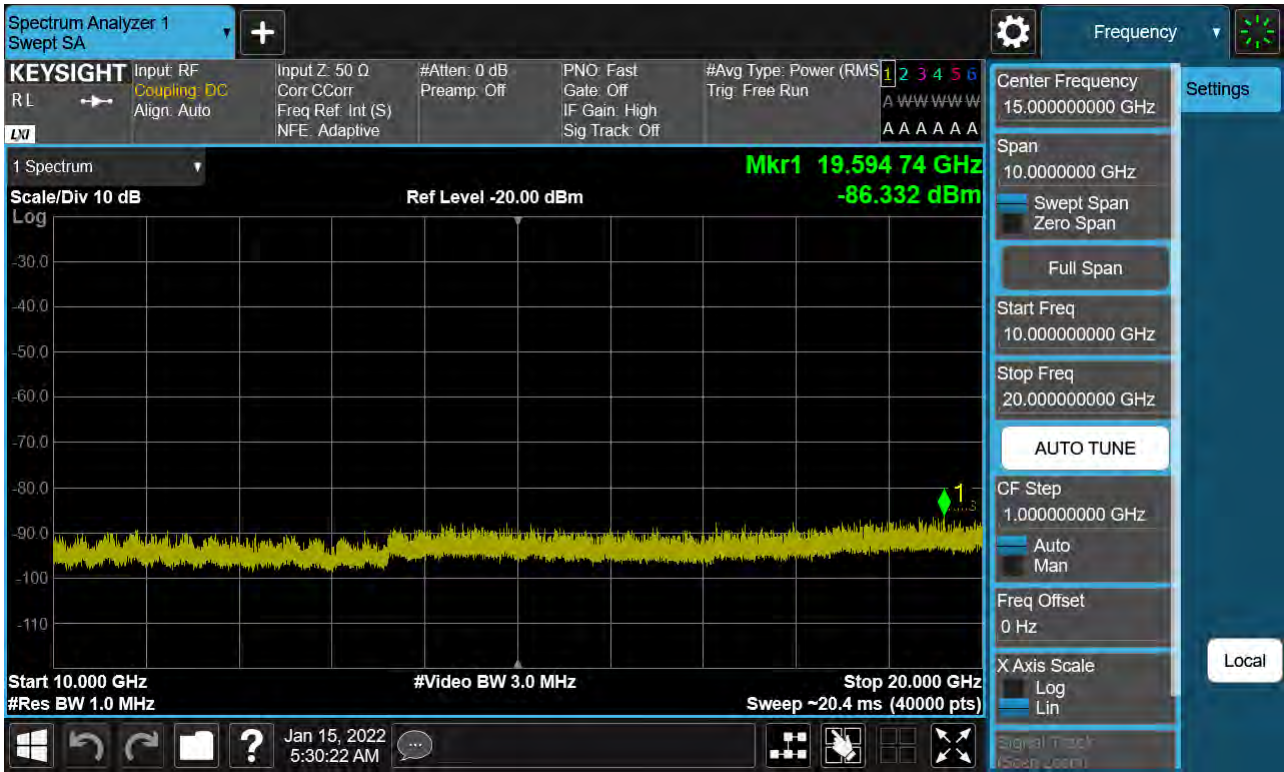 Spectrum Analyzer 1
Swept SA
Frequency
KEYSIGHT
RL
LXI
Input: RF
Coupling: DC
Align: Auto
Input Z: 50 Ω
Corr CCorr
Freq Ref: Int (S)
NFE: Adaptive
#Atten: 0 dB
Preamp: Off
PNO: Fast
Gate: Off
IF Gain: High
Sig Track: Off
#Avg Type: Power (RMS
Trig: Free Run
1 2 3 4 5 6
A W W W W W
A A A A A A
1 Spectrum
Mkr1 19.594 74 GHz
Scale/Div 10 dB
Ref Level -20.00 dBm
-86.332 dBm
Log
-30.0
-40.0
-50.0
-60.0
-70.0
-80.0
-90.0
-100
-110
1
Start 10.000 GHz
#Video BW 3.0 MHz
Stop 20.000 GHz
#Res BW 1.0 MHz
Sweep ~20.4 ms (40000 pts)
Jan 15, 2022
5:30:22 AM
Center Frequency
15.000000000 GHz
Settings
Span
10.0000000 GHz
Swept Span
Zero Span
Full Span
Start Freq
10.000000000 GHz
Stop Freq
20.000000000 GHz
AUTO TUNE
CF Step
1.000000000 GHz
Auto
Man
Freq Offset
0 Hz
X Axis Scale
Log
Lin
Signal Track
(Span Zoom)
Local